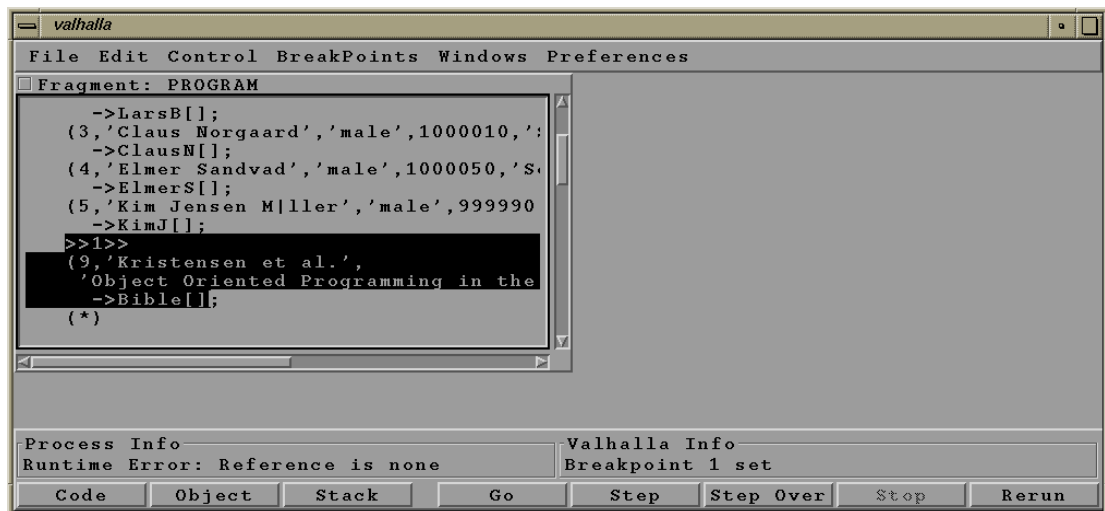 valhalla
File Edit Control BreakPoints Windows Preferences
Fragment: PROGRAM
->LarsB[];
(3,'Claus Norgaard','male',1000010,'
->ClausN[];
(4,'Elmer Sandvad','male',1000050,'S
->ElmerS[];
(5,'Kim Jensen M|ller','male',999990
->KimJ[];
>>1>>
(9,'Kristensen et al.',
'Object Oriented Programming in the
->Bible[];
(*)
Process Info
Runtime Error: Reference is none
Valhalla Info
Breakpoint 1 set
Code Object Stack Go Step Step Over Stop Rerun